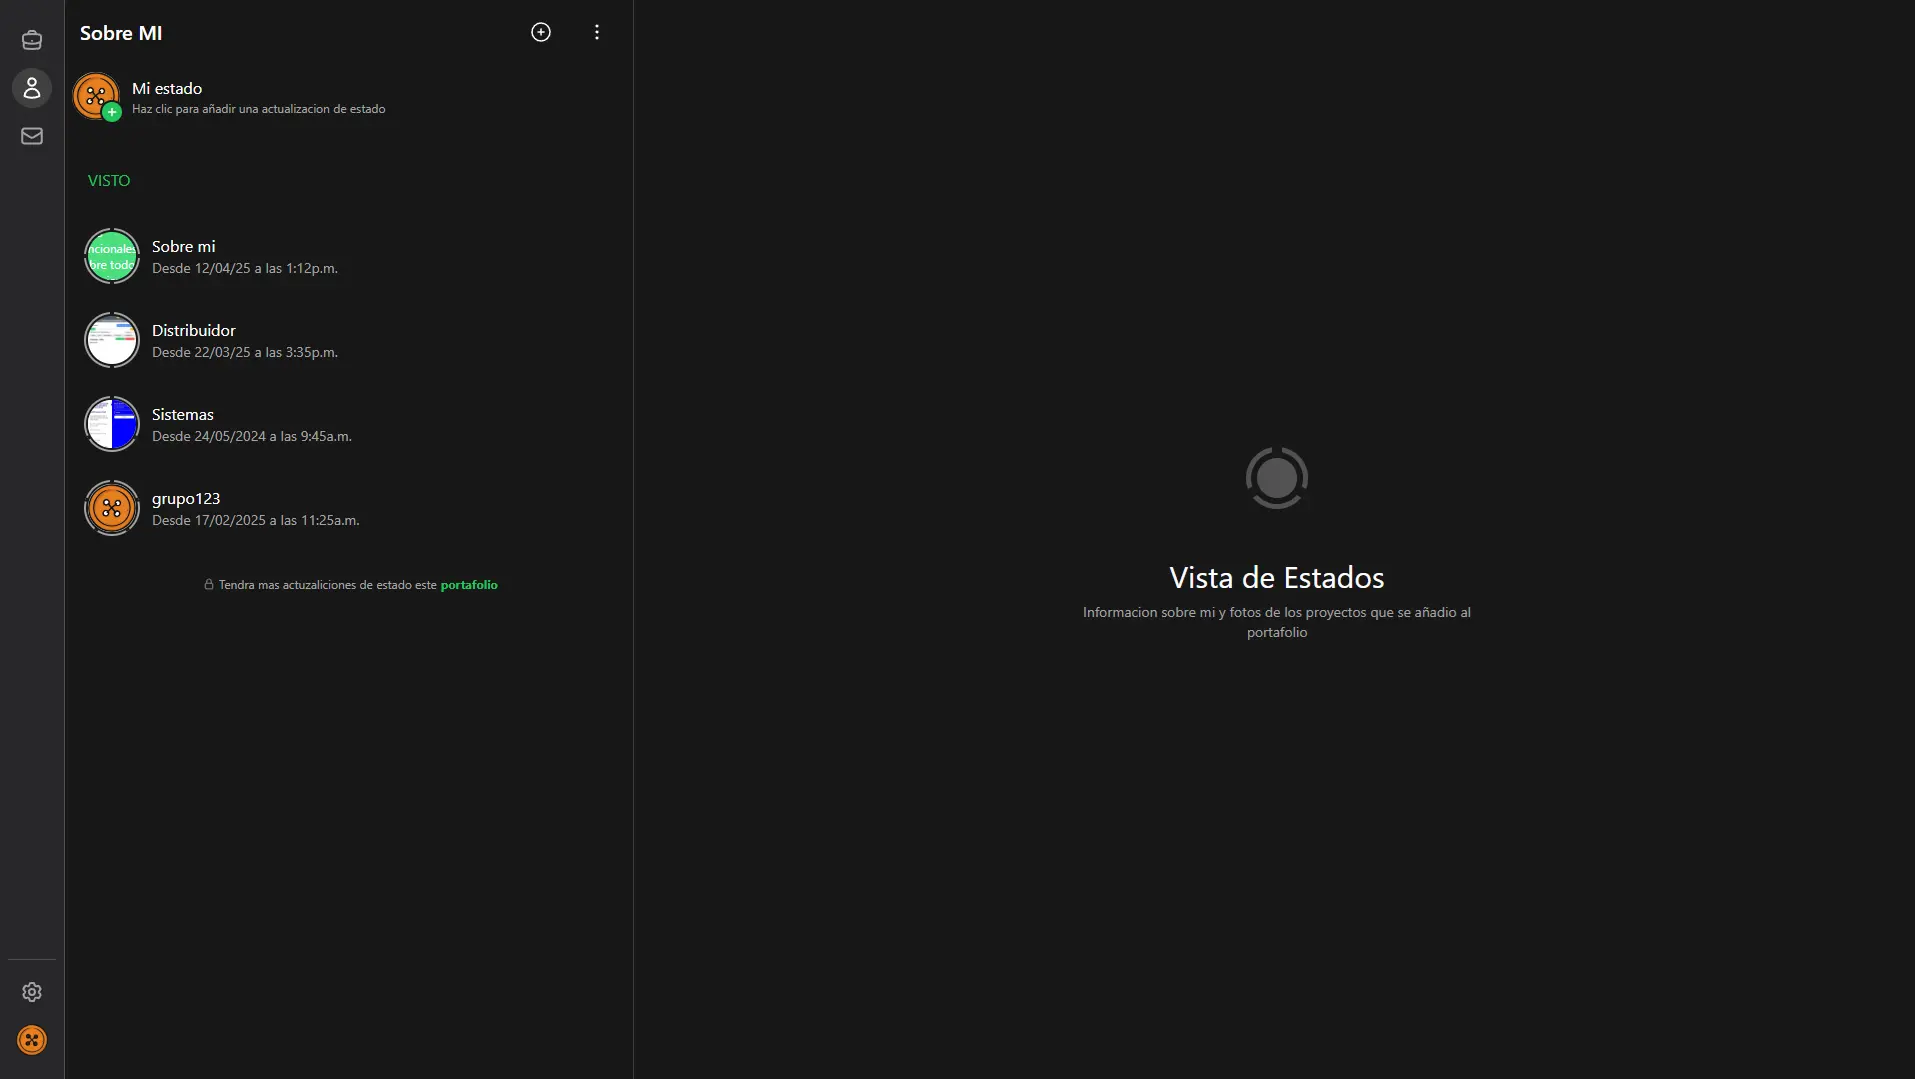 Sobre MI
Mi estado
Haz clic para añadir una actualizacion de estado
VISTO
ncionales
bre todo
Sobre mi
Desde 12/04/25 a las 1:12p.m.
Distribuidor
Desde 22/03/25 a las 3:35p.m.
Sistemas
Desde 24/05/2024 a las 9:45a.m.
grupo123
Desde 17/02/2025 a las 11:25a.m.
Tendra mas actuzaliciones de estado este portafolio
Vista de Estados
Informacion sobre mi y fotos de los proyectos que se añadio al
portafolio